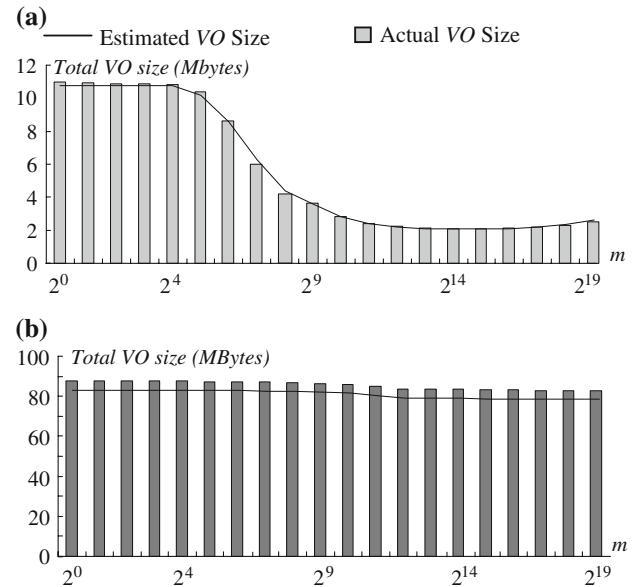 (a)
Estimated VO Size
Actual VO Size
Total VO size (Mbytes)
12
10
8
6
4
2
0
2^0 2^4 2^9 2^14 2^19
m
(b)
Total VO size (MBytes)
100
80
60
40
20
0
2^0 2^4 2^9 2^14 2^19
m